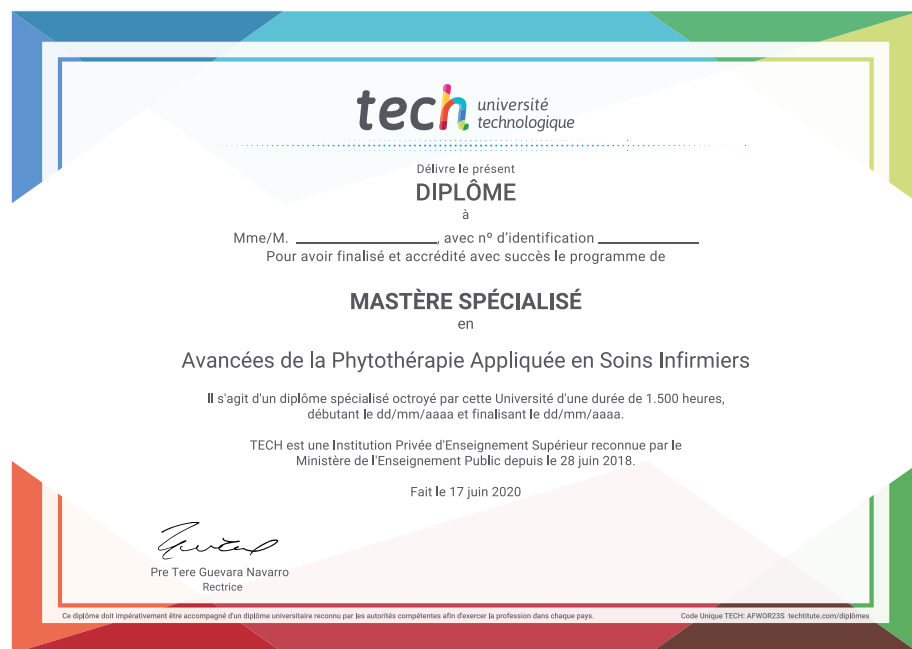 tech université
technologique
Délivre le présent
DIPLÔME
à
Mme/M. ____________, avec nº d'identification ____________
Pour avoir finalisé et accrédité avec succès le programme de
MASTÈRE SPÉCIALISÉ
en
Avancées de la Phytothérapie Appliquée en Soins Infirmiers
Il s'agit d'un diplôme spécialisé octroyé par cette Université d'une durée de 1.500 heures,
débutant le dd/mm/aaaa et finalisant le dd/mm/aaaa.
TECH est une Institution Privée d'Enseignement Supérieur reconnue par le
Ministère de l'Enseignement Public depuis le 28 juin 2018.
Fait le 17 juin 2020
Pre Tere Guevara Navarro
Rectrice
Ce diplôme doit impérativement être accompagné d'un diplôme universitaire reconnu par les autorités compétentes afin d'exercer la profession dans chaque pays.
Code Unique TECH: AFWOR23S techtitute.com/diplômes